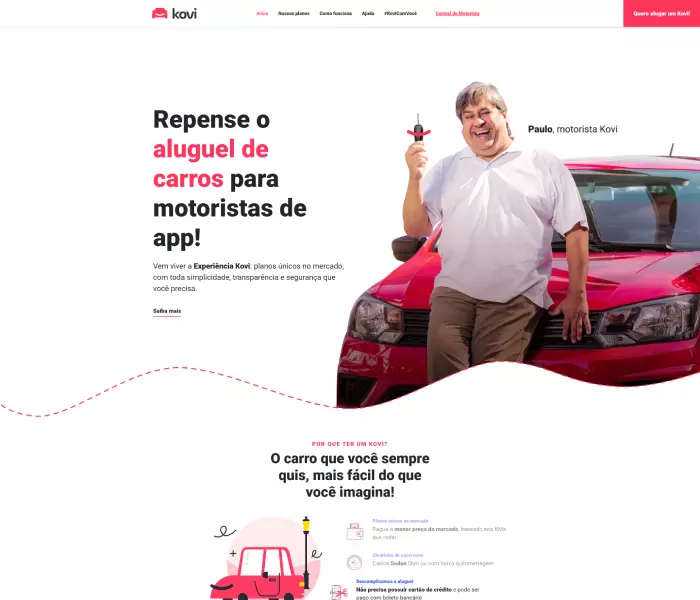 kovi
Início
Nossos planos
Como funciona
Ajuda
#KoviComVocê
Central do Motorista
Quero alugar um Kovi!
Repense o
aluguel de
carros para
motoristas de
app!
Paulo, motorista Kovi
Vem viver a Experiência Kovi: planos únicos no mercado,
com toda simplicidade, transparência e segurança que
você precisa.
Saiba mais
POR QUE TER UM KOVI?
O carro que você sempre
quis, mais fácil do que
você imagina!
Planos únicos no mercado
Pague o menor preço do mercado, baseado nos KMs
que rodar
Cheirinho de carro novo
Carros Sedan 0km ou com baixa quilometragem
Descomplicamos o aluguel
Não precisa possuir cartão de crédito e pode ser
pago com boleto bancário